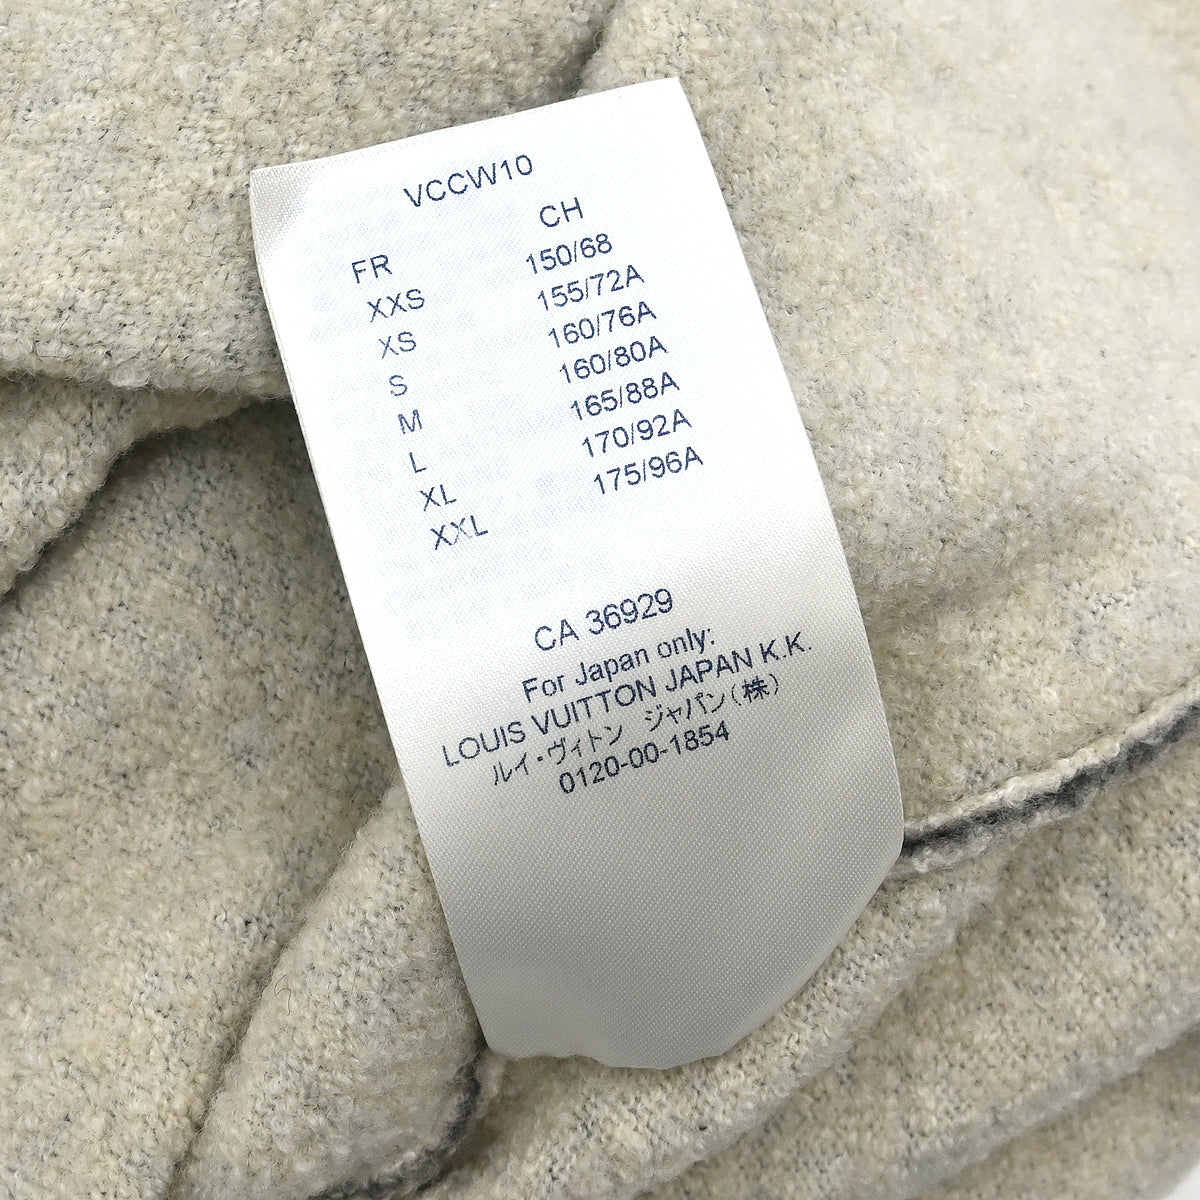 VCCW10
FR CH
XXS 150/68
XS 155/72A
S 160/76A
M 160/80A
L 165/88A
XL 170/92A
XXL 175/96A
CA 36929
For Japan only:
LOUIS VUITTON JAPAN K.K.
ルイ・ヴィトン ジャパン(株)
0120-00-1854